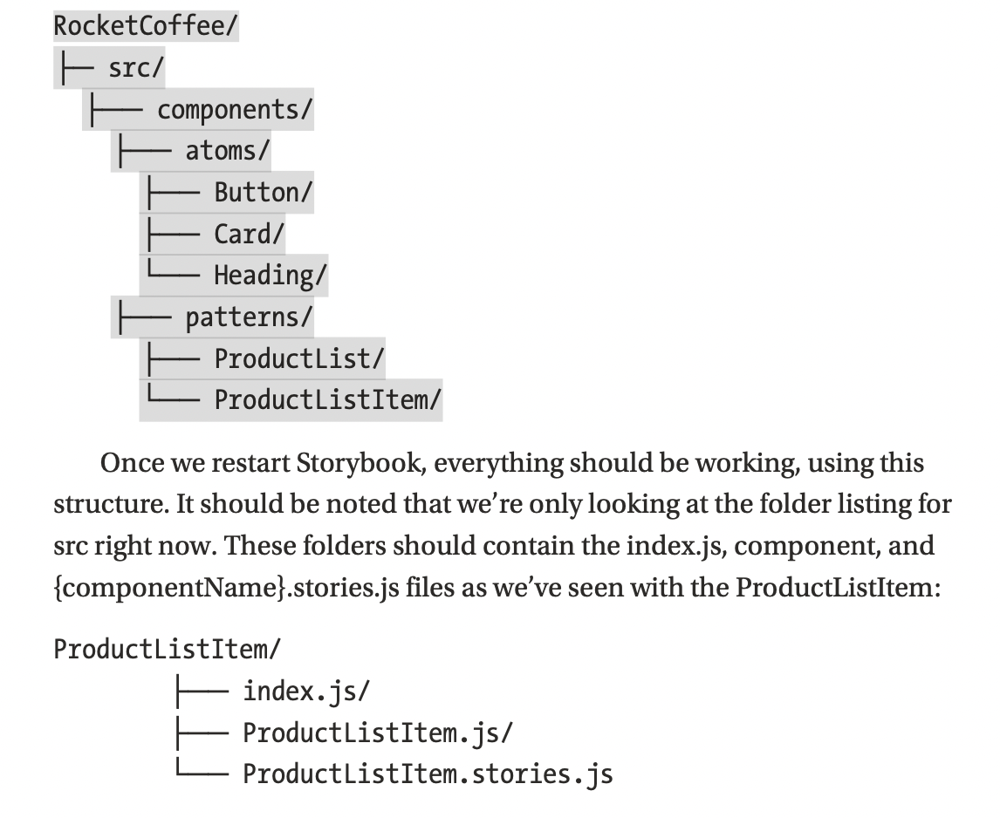 RocketCoffee/
├── src/
├─── components/
├─── atoms/
├─── Button/
├─── Card/
└─── Heading/
├─── patterns/
├─── ProductList/
└─── ProductListItem/
Once we restart Storybook, everything should be working, using this
structure. It should be noted that we’re only looking at the folder listing for
src right now. These folders should contain the index.js, component, and
{componentName}.stories.js files as we’ve seen with the ProductListItem:
ProductListItem/
├─── index.js/
├─── ProductListItem.js/
└─── ProductListItem.stories.js